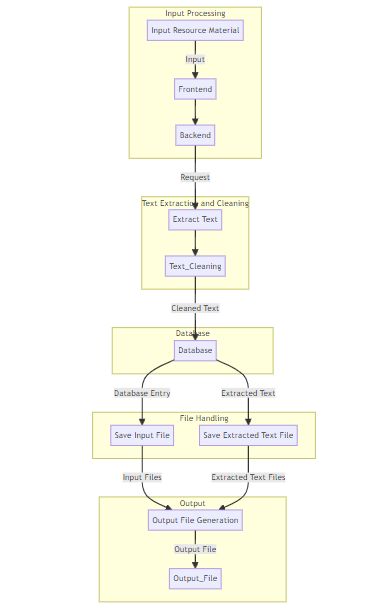 Input Processing
Input Resource Material
Input
Frontend
Backend
Request
Text Extraction and Cleaning
Extract Text
Text_Cleaning
Cleaned Text
Database
Database
Database Entry
Extracted Text
File Handling
Save Input File
Save Extracted Text File
Input Files
Extracted Text Files
Output
Output File Generation
Output File
Output_File